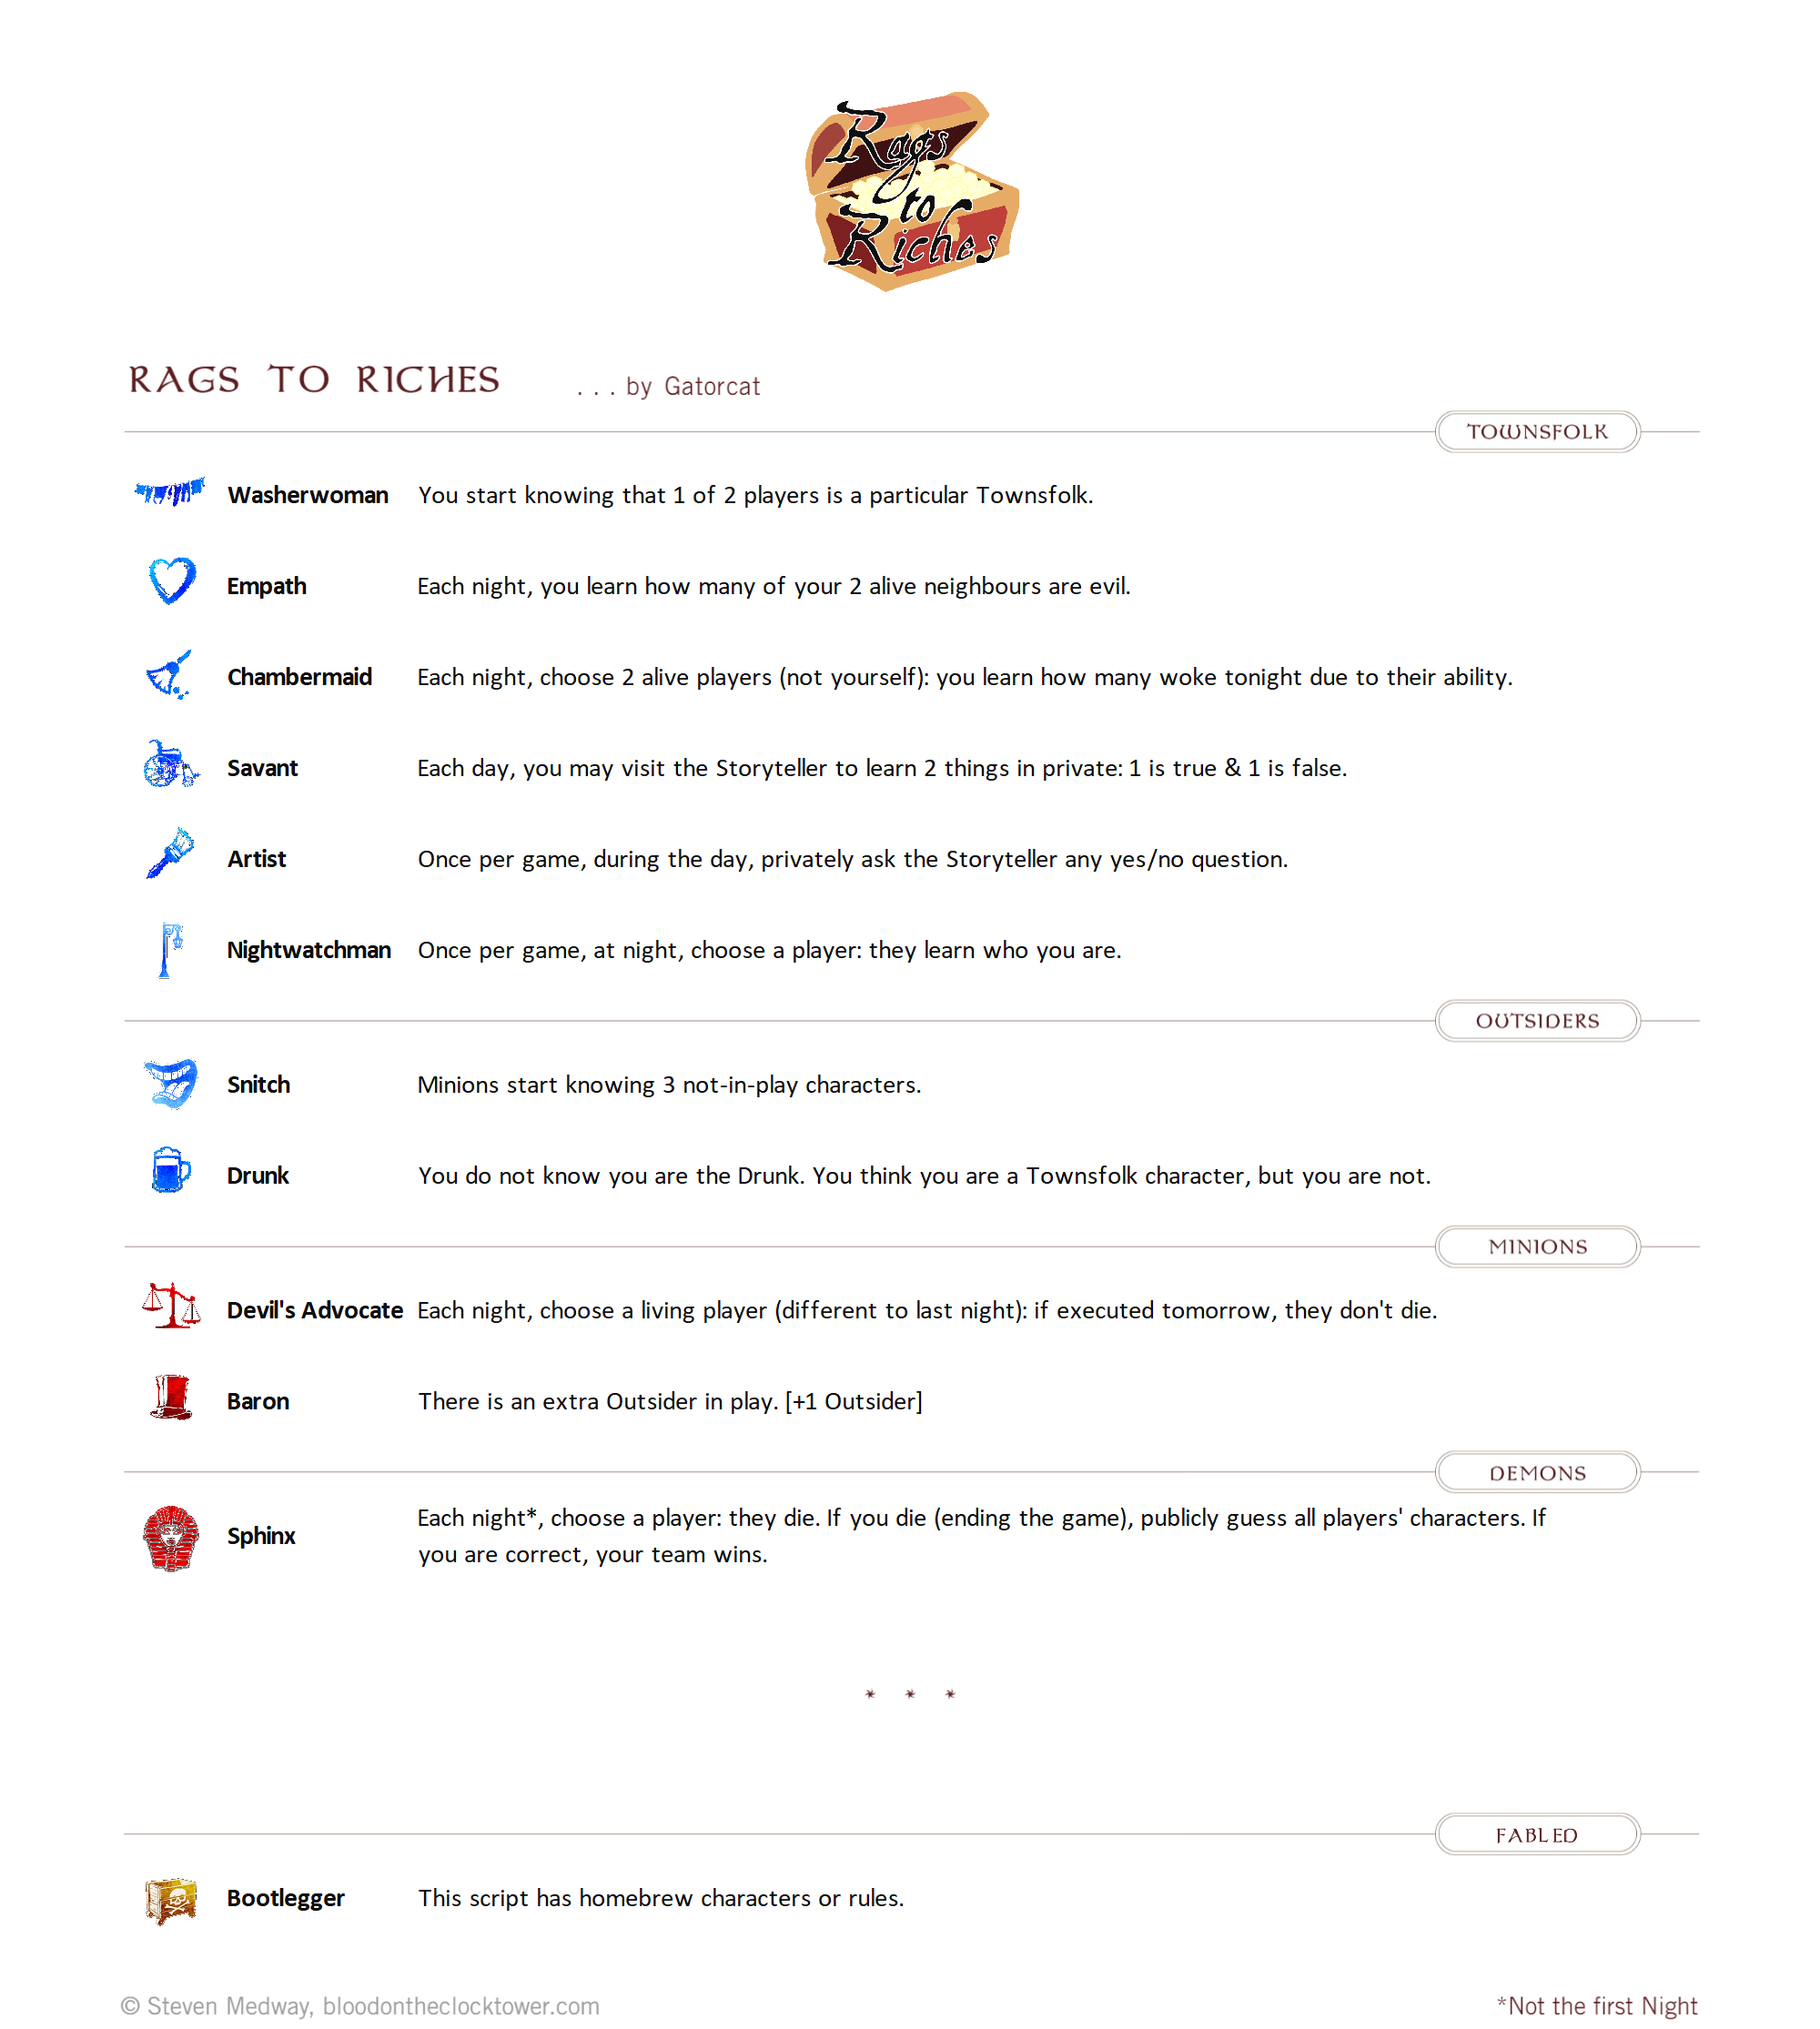 Rags
to
Riches
RAGS TO RICHES . . . by Gatorcat
TOWNSFOLK
Washerwoman You start knowing that 1 of 2 players is a particular Townsfolk.
Empath Each night, you learn how many of your 2 alive neighbours are evil.
Chambermaid Each night, choose 2 alive players (not yourself): you learn how many woke tonight due to their ability.
Savant Each day, you may visit the Storyteller to learn 2 things in private: 1 is true & 1 is false.
Artist Once per game, during the day, privately ask the Storyteller any yes/no question.
Nightwatchman Once per game, at night, choose a player: they learn who you are.
OUTSIDERS
Snitch Minions start knowing 3 not-in-play characters.
Drunk You do not know you are the Drunk. You think you are a Townsfolk character, but you are not.
MINIONS
Devil's Advocate Each night, choose a living player (different to last night): if executed tomorrow, they don't die.
Baron There is an extra Outsider in play. [+1 Outsider]
DEMONS
Sphinx Each night*, choose a player: they die. If you die (ending the game), publicly guess all players' characters. If
you are correct, your team wins.
* * *
FABLED
Bootlegger This script has homebrew characters or rules.
© Steven Medway, bloodontheclocktower.com *Not the first Night